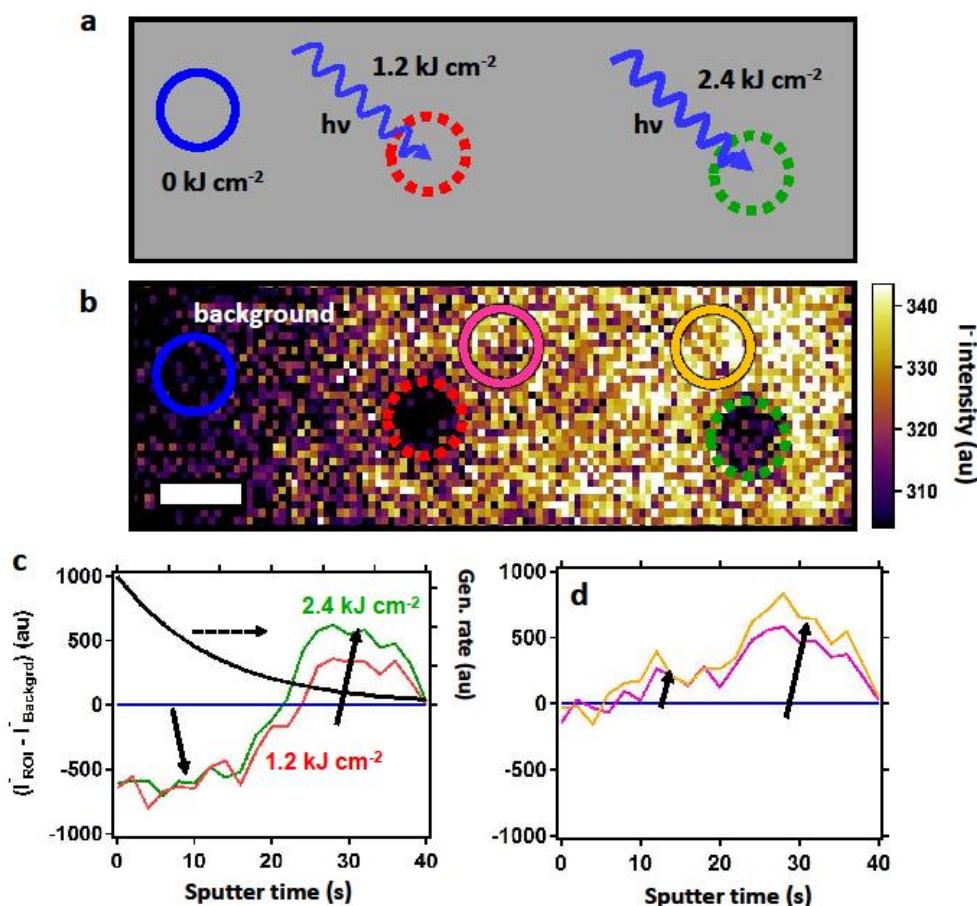 a
1.2 kJ cm-2
2.4 kJ cm-2
hν
hν
0 kJ cm-2
b
background
340
330
320
310
I- intensity (au)
c
1000
500
0
-500
-1000
(I-ROI - I-Backgrd) (au)
2.4 kJ cm-2
1.2 kJ cm-2
0 10 20 30 40
Sputter time (s)
Gen. rate (au)
d
1000
500
0
-500
-1000
0 10 20 30 40
Sputter time (s)